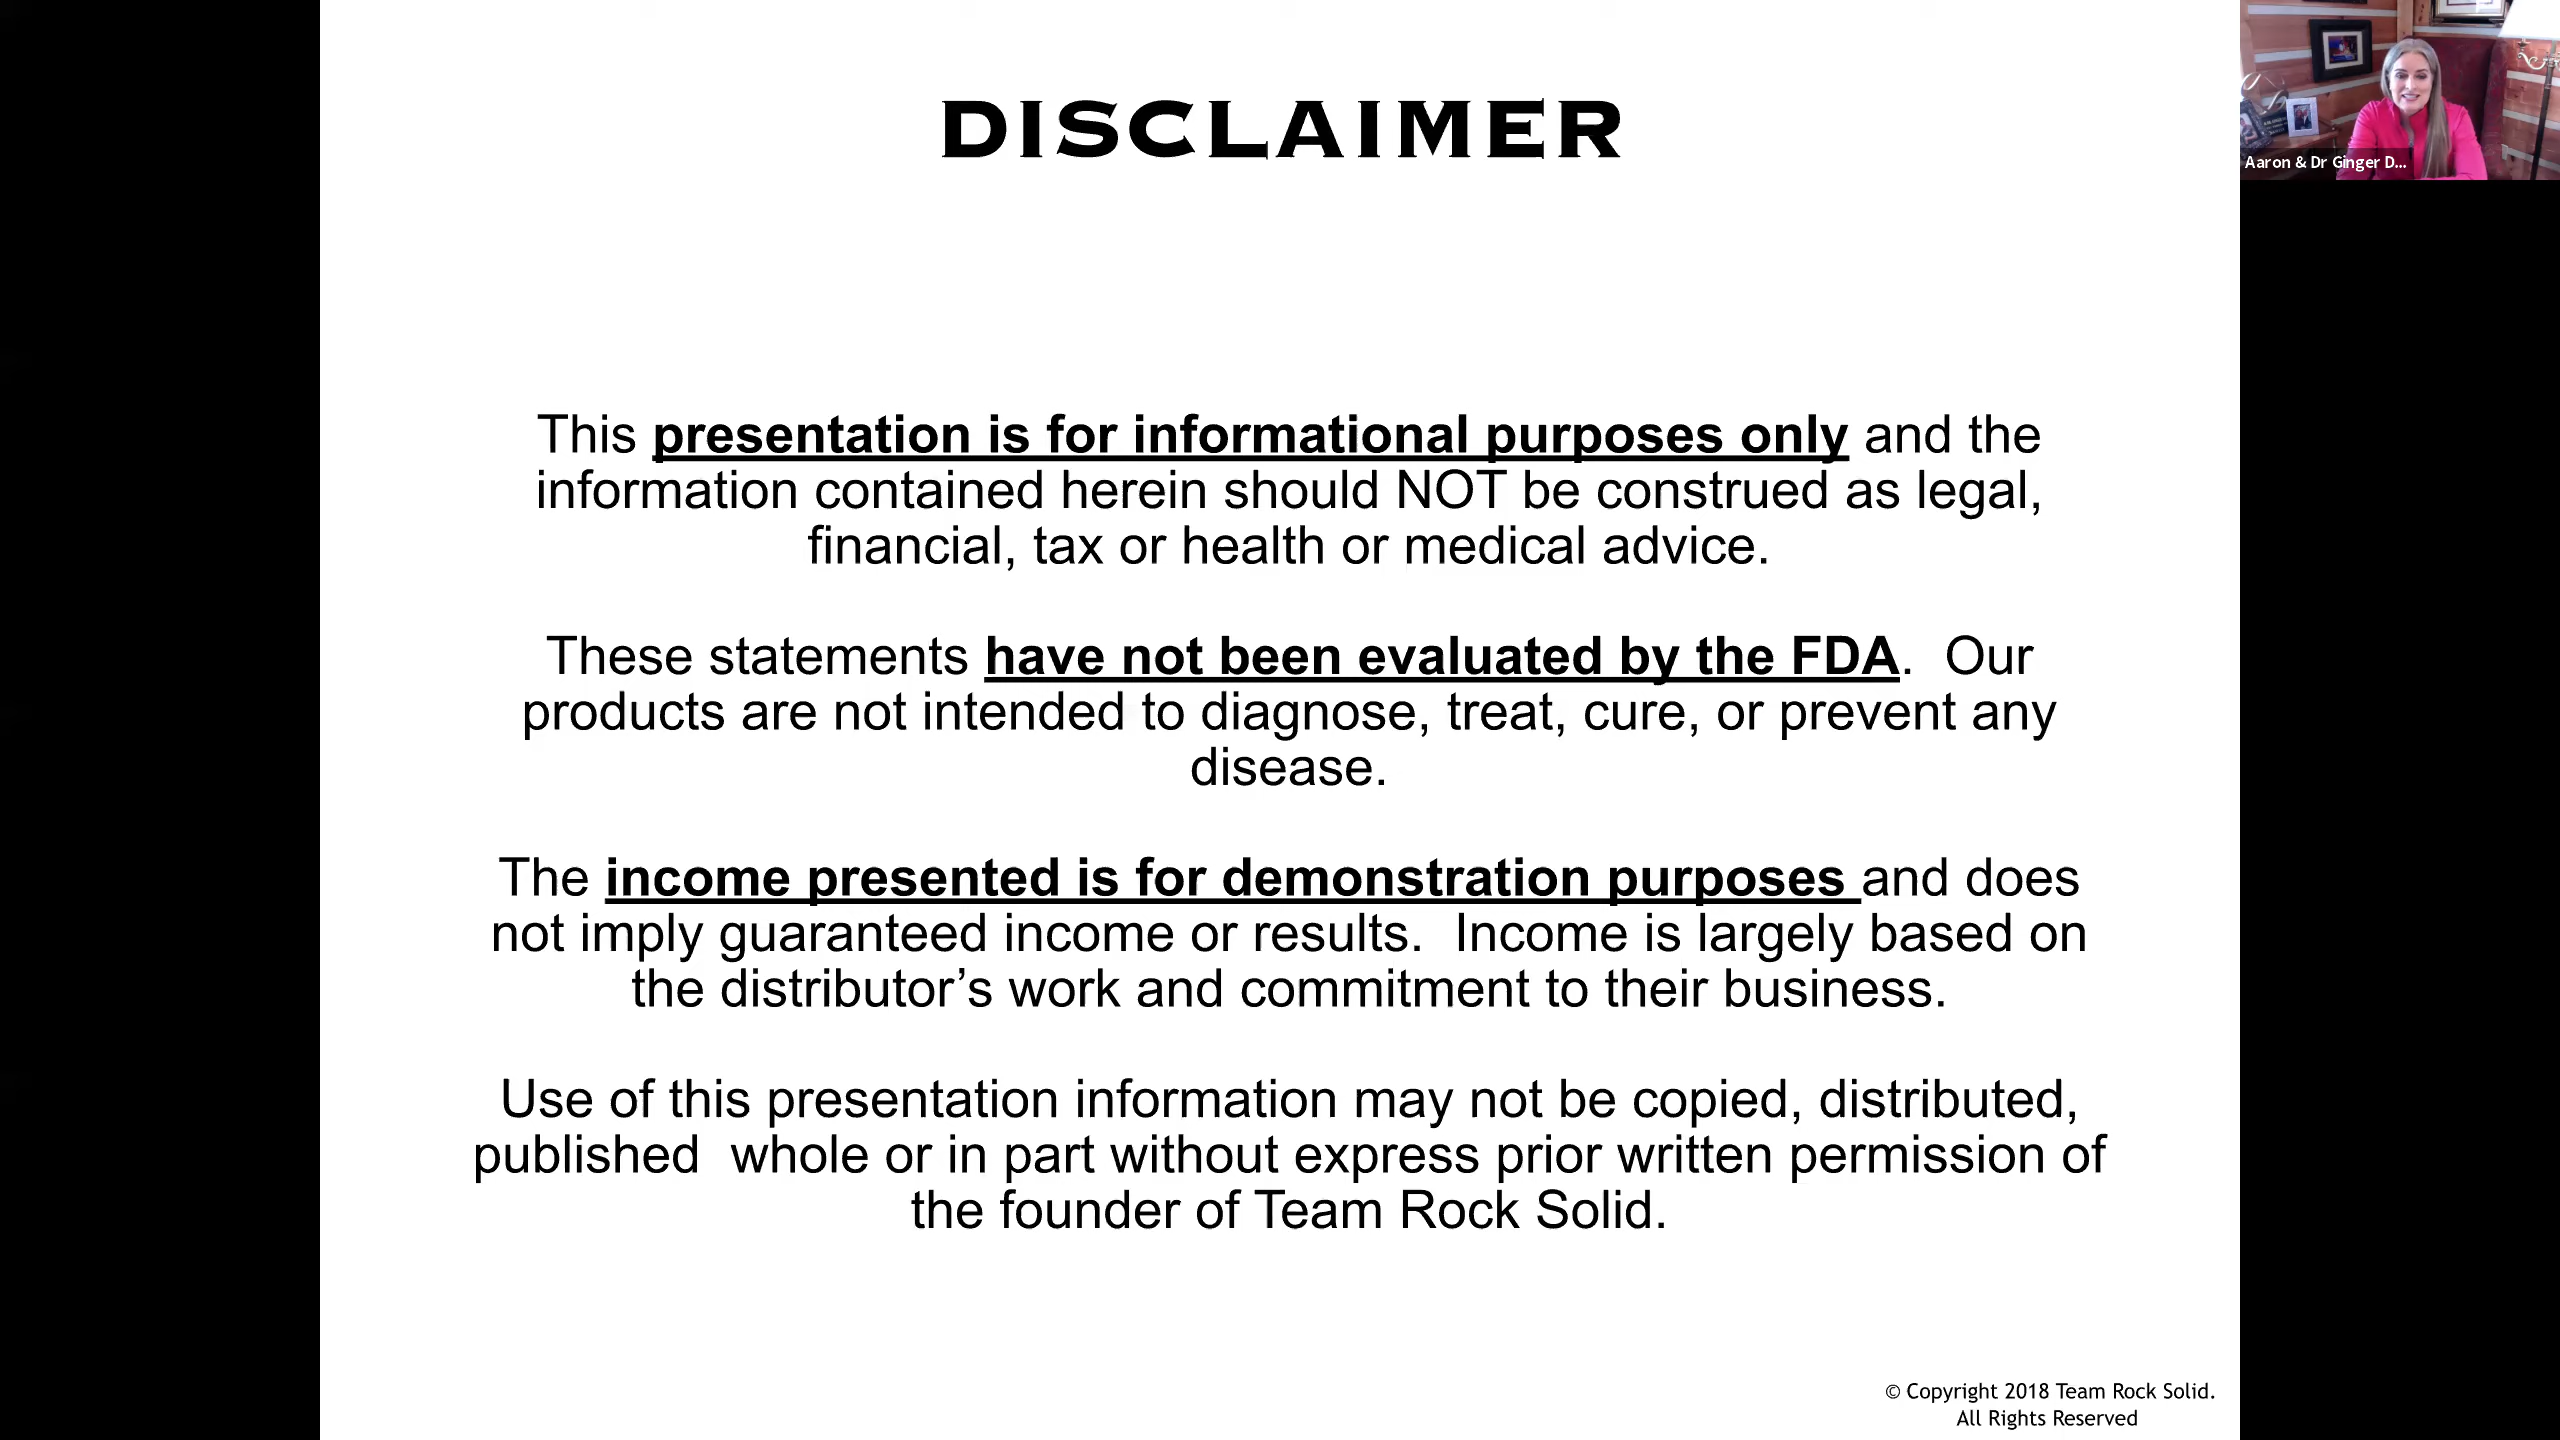 DISCLAIMER
Aaron & Dr Ginger D...
This presentation is for informational purposes only and the
information contained herein should NOT be construed as legal,
financial, tax or health or medical advice.
These statements have not been evaluated by the FDA.  Our
products are not intended to diagnose, treat, cure, or prevent any
disease.
The income presented is for demonstration purposes and does
not imply guaranteed income or results.  Income is largely based on
the distributor’s work and commitment to their business.
Use of this presentation information may not be copied, distributed,
published  whole or in part without express prior written permission of
the founder of Team Rock Solid.
© Copyright 2018 Team Rock Solid.
All Rights Reserved